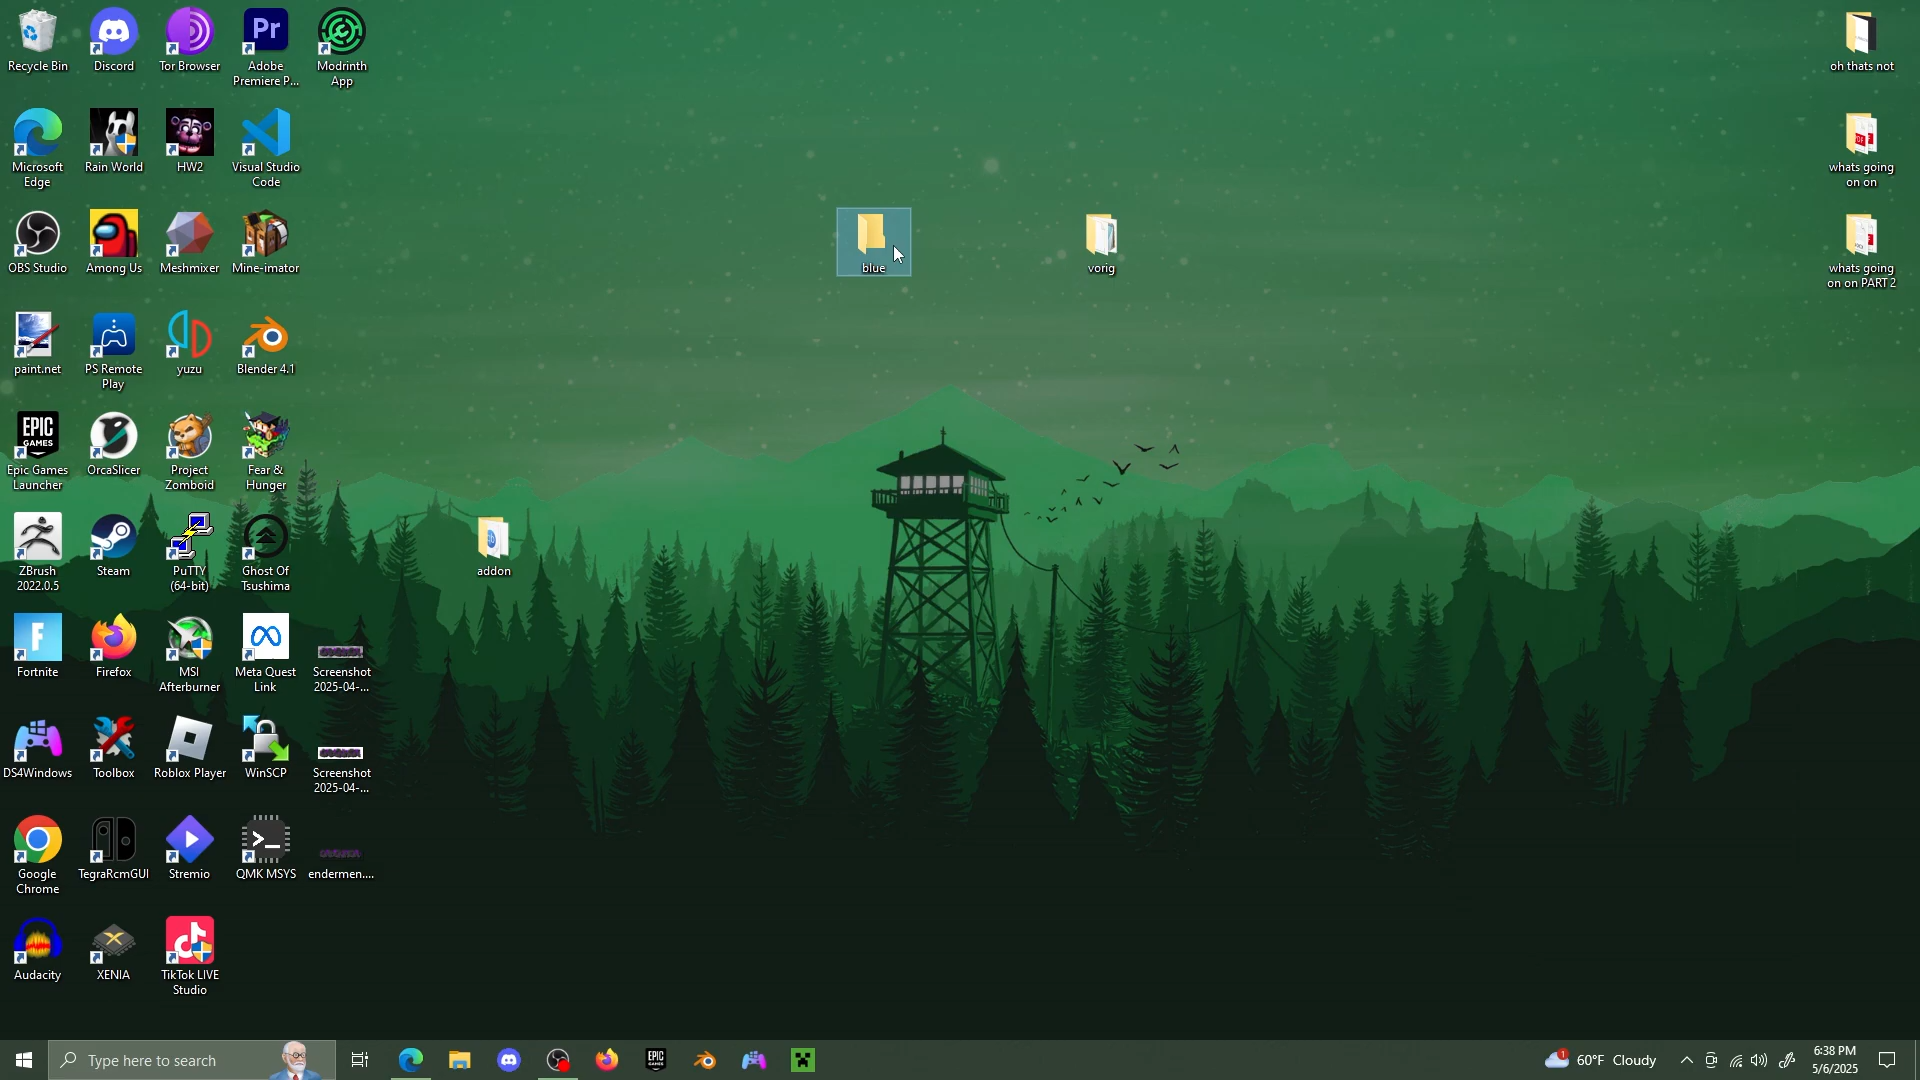 Recycle Bin
Discord
Tor Browser
Pr
Adobe
Premiere P...
Modrinth
App
oh thats not
Microsoft
Edge
Rain World
HW2
Visual Studio
Code
whats going
on on
OBS Studio
Among Us
Meshmixer
Mine-imator
blue
vorig
whats going
on on PART 2
paint.net
PS Remote
Play
yuzu
Blender 4.1
EPIC
GAMES
Epic Games
Launcher
OrcaSlicer
Project
Zomboid
Fear &
Hunger
ZBrush
2022.0.5
Steam
PuTTY
(64-bit)
Ghost Of
Tsushima
addon
Fortnite
Firefox
MSI
Afterburner
Meta Quest
Link
Screenshot
2025-04-...
DS4Windows
Toolbox
Roblox Player
WinSCP
Screenshot
2025-04-...
Google
Chrome
TegraRcmGUI
Stremio
QMK MSYS
endermen....
Audacity
XENIA
TikTok LIVE
Studio
Type here to search
EPIC
1
60°F Cloudy
6:38 PM
5/6/2025